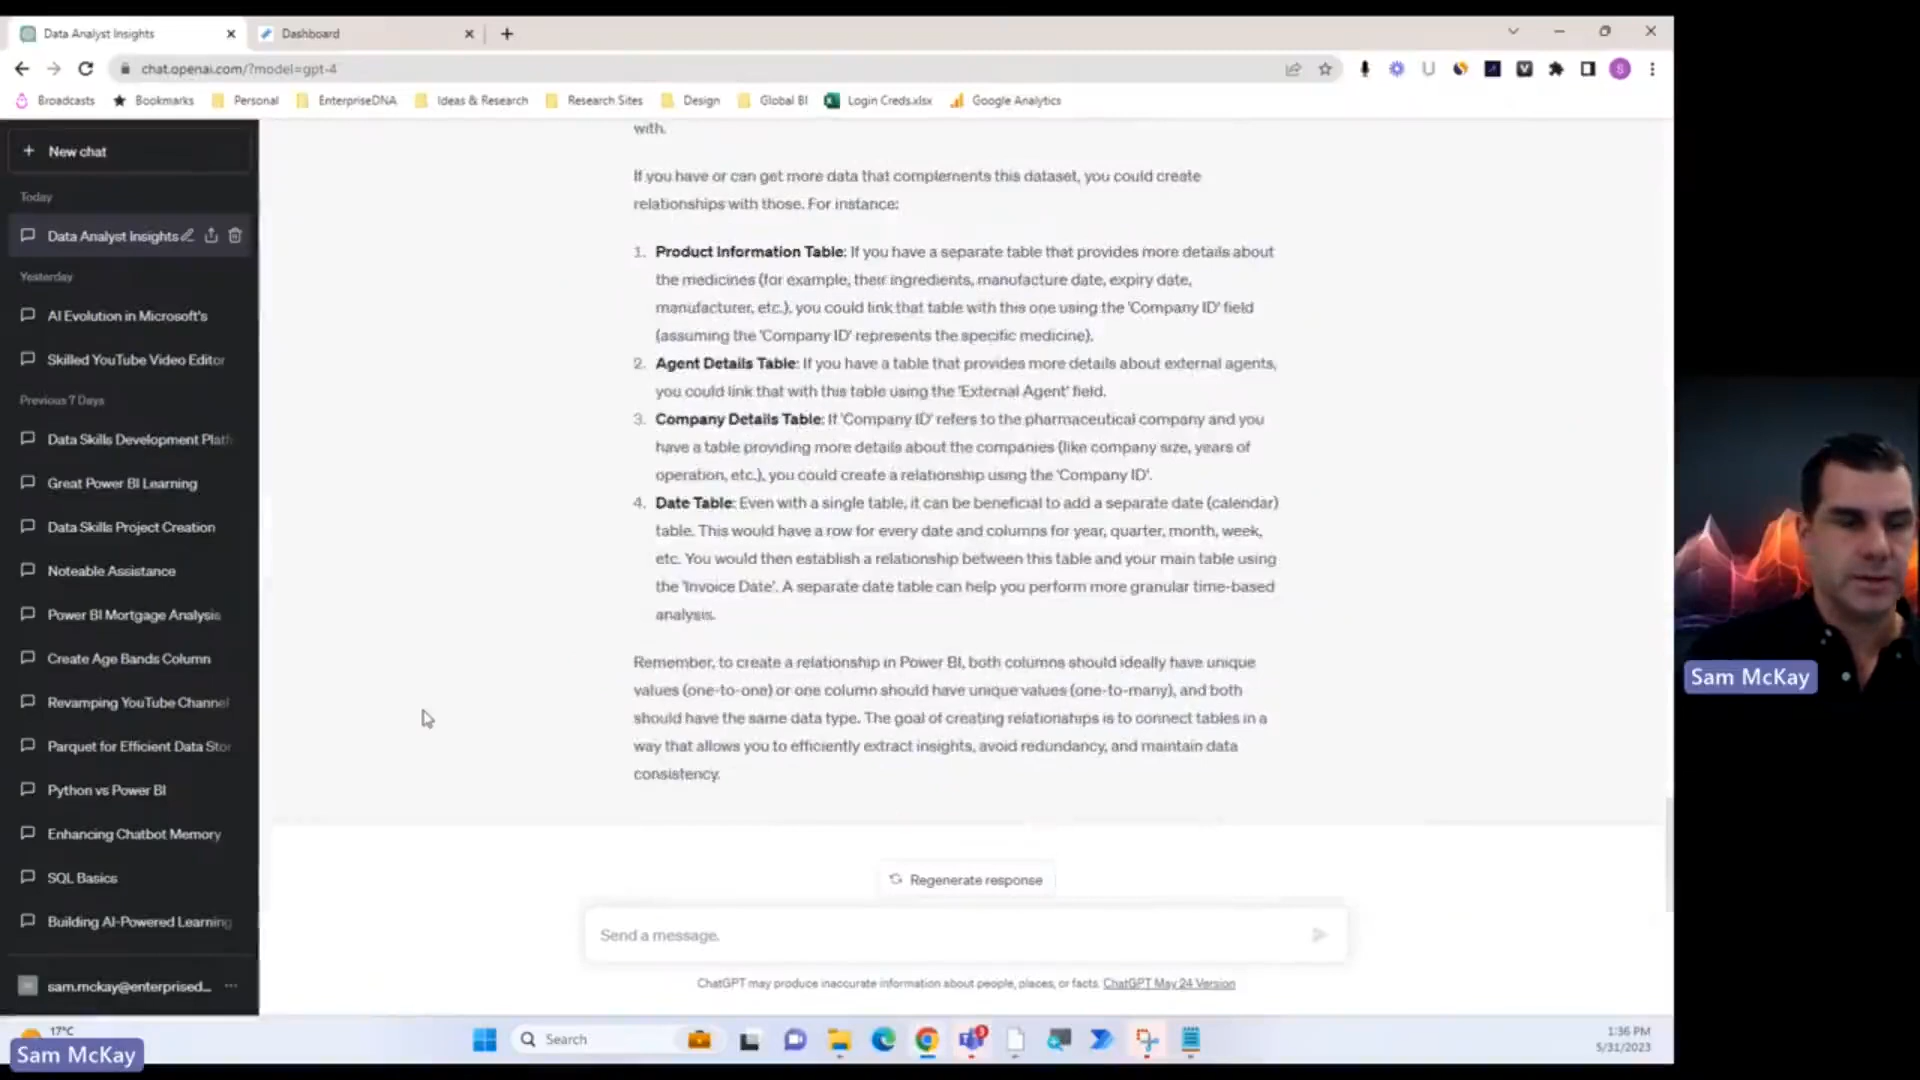 Data Analyst Insights
Dashboard
chat.openai.com/?model=gpt-4
Broadcasts
Bookmarks
Personal
EnterpriseDNA
Ideas & Research
Research Sites
Design
Global BI
Login Creds.xlsx
Google Analytics
+ New chat
Today
Data Analyst Insights
Yesterday
AI Evolution in Microsoft's
Skilled YouTube Video Editor
Previous 7 Days
Data Skills Development Platf
Great Power BI Learning
Data Skills Project Creation
Noteable Assistance
Power BI Mortgage Analysis
Create Age Bands Column
Revamping YouTube Channel
Parquet for Efficient Data Stor
Python vs Power BI
Enhancing Chatbot Memory
SQL Basics
Building AI-Powered Learning
sam.mckay@enterprised...
with.
If you have or can get more data that complements this dataset, you could create
relationships with those. For instance:
1. Product Information Table: If you have a separate table that provides more details about
the medicines (for example, their ingredients, manufacture date, expiry date,
manufacturer, etc.), you could link that table with this one using the 'Company ID' field
(assuming the 'Company ID' represents the specific medicine).
2. Agent Details Table: If you have a table that provides more details about external agents,
you could link that with this table using the 'External Agent' field.
3. Company Details Table: If 'Company ID' refers to the pharmaceutical company and you
have a table providing more details about the companies (like company size, years of
operation, etc.), you could create a relationship using the 'Company ID'.
4. Date Table: Even with a single table, it can be beneficial to add a separate date (calendar)
table. This would have a row for every date and columns for year, quarter, month, week,
etc. You would then establish a relationship between this table and your main table using
the 'Invoice Date'. A separate date table can help you perform more granular time-based
analysis.
Remember, to create a relationship in Power BI, both columns should ideally have unique
values (one-to-one) or one column should have unique values (one-to-many), and both
should have the same data type. The goal of creating relationships is to connect tables in a
way that allows you to efficiently extract insights, avoid redundancy, and maintain data
consistency.
Regenerate response
Send a message.
ChatGPT may produce inaccurate information about people, places, or facts. ChatGPT May 24 Version
Sam McKay
17°C
Sam McKay
Search
1:36 PM
5/31/2023